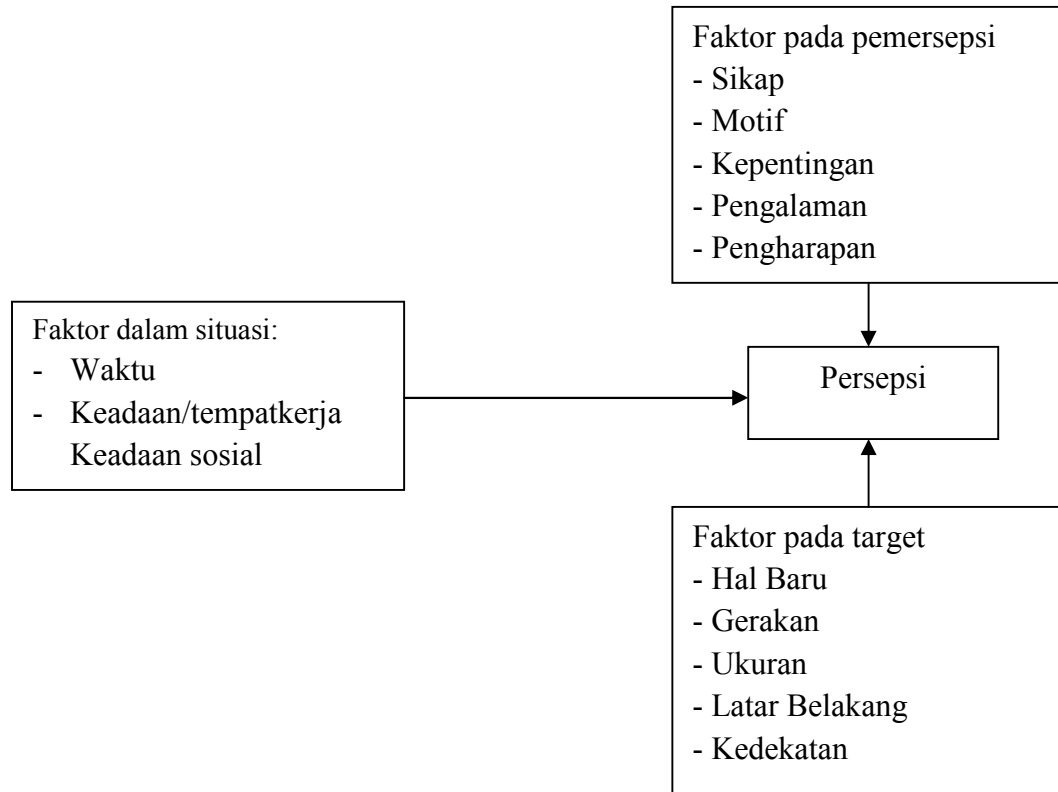 Faktor pada pemersepsi
- Sikap
- Motif
- Kepentingan
- Pengalaman
- Pengharapan
Faktor dalam situasi:
- Waktu
- Keadaan/tempatkerja
Keadaan sosial
Persepsi
Faktor pada target
- Hal Baru
- Gerakan
- Ukuran
- Latar Belakang
- Kedekatan